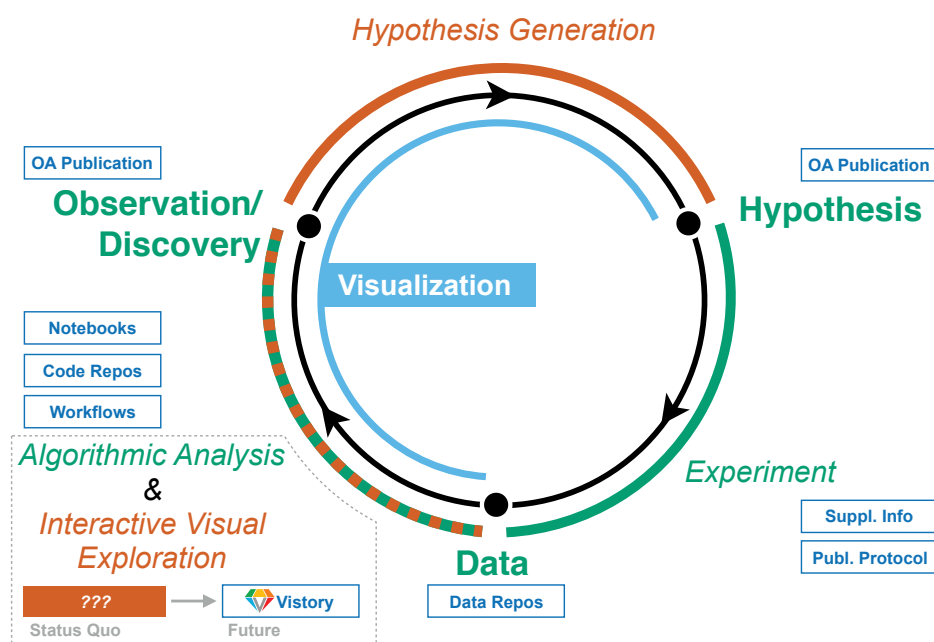 Hypothesis Generation
OA Publication
Observation/
Discovery
OA Publication
Hypothesis
Visualization
Notebooks
Code Repos
Workflows
Algorithmic Analysis
&
Interactive Visual
Exploration
???
Status Quo
Vistory
Future
Experiment
Suppl. Info
Publ. Protocol
Data
Data Repos